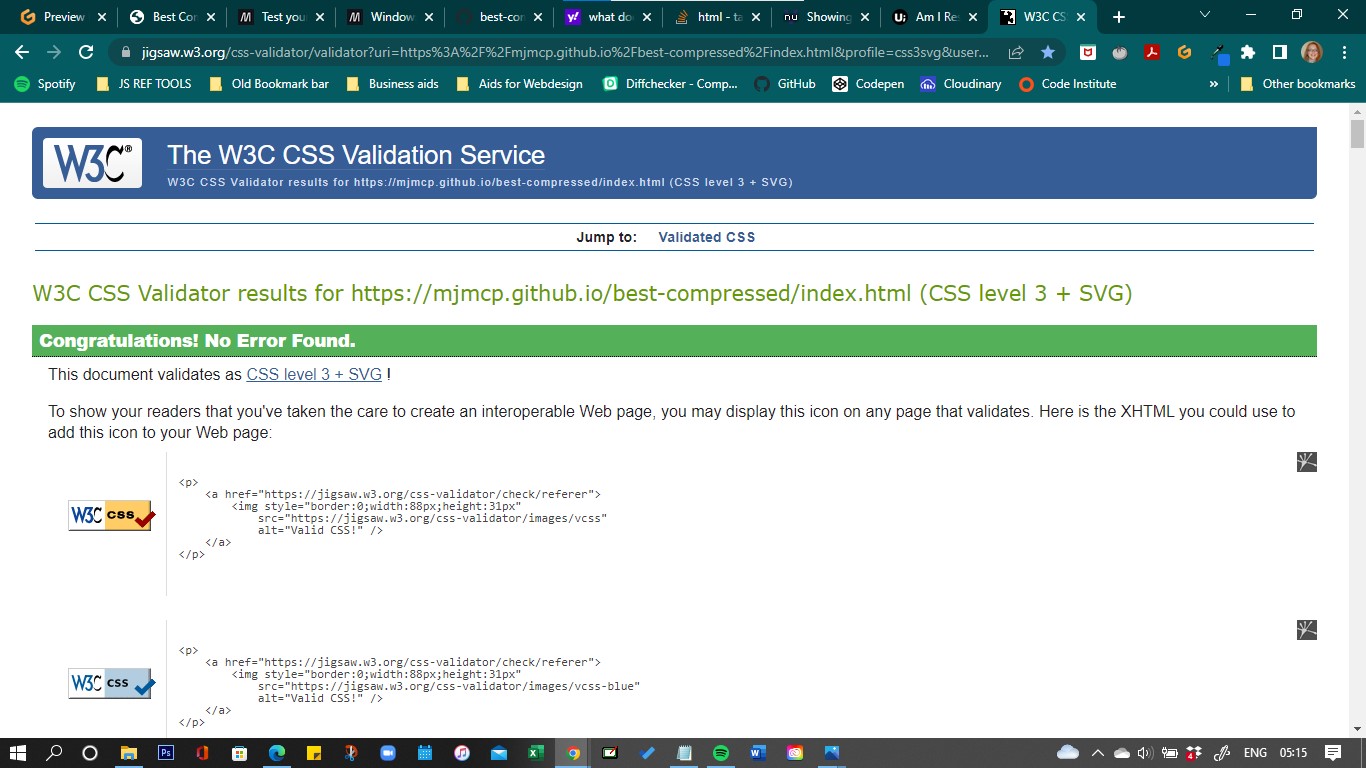 Preview
Best Co
Test you
Window
best-con
what do
html - ta
Showing
Am I Re
W3C CS
jigsaw.w3.org/css-validator/validator?uri=https%3A%2F%2Fmjmcp.github.io%2Fbest-compressed%2Findex.html&profile=css3svg&user...
Spotify
JS REF TOOLS
Old Bookmark bar
Business aids
Aids for Webdesign
Diffchecker - Comp...
GitHub
Codepen
Cloudinary
Code Institute
»
Other bookmarks
W3C®
The W3C CSS Validation Service
W3C CSS Validator results for https://mjmcp.github.io/best-compressed/index.html (CSS level 3 + SVG)
Jump to: Validated CSS
W3C CSS Validator results for https://mjmcp.github.io/best-compressed/index.html (CSS level 3 + SVG)
Congratulations! No Error Found.
This document validates as CSS level 3 + SVG !
To show your readers that you've taken the care to create an interoperable Web page, you may display this icon on any page that validates. Here is the XHTML you could use to
add this icon to your Web page:
W3C css
<p>
<a href="https://jigsaw.w3.org/css-validator/check/referer">
<img style="border:0;width:88px;height:31px"
src="https://jigsaw.w3.org/css-validator/images/vcss"
alt="Valid CSS!" />
</a>
</p>
W3C css
<p>
<a href="https://jigsaw.w3.org/css-validator/check/referer">
<img style="border:0;width:88px;height:31px"
src="https://jigsaw.w3.org/css-validator/images/vcss-blue"
alt="Valid CSS!" />
</a>
</p>
ENG 05:15